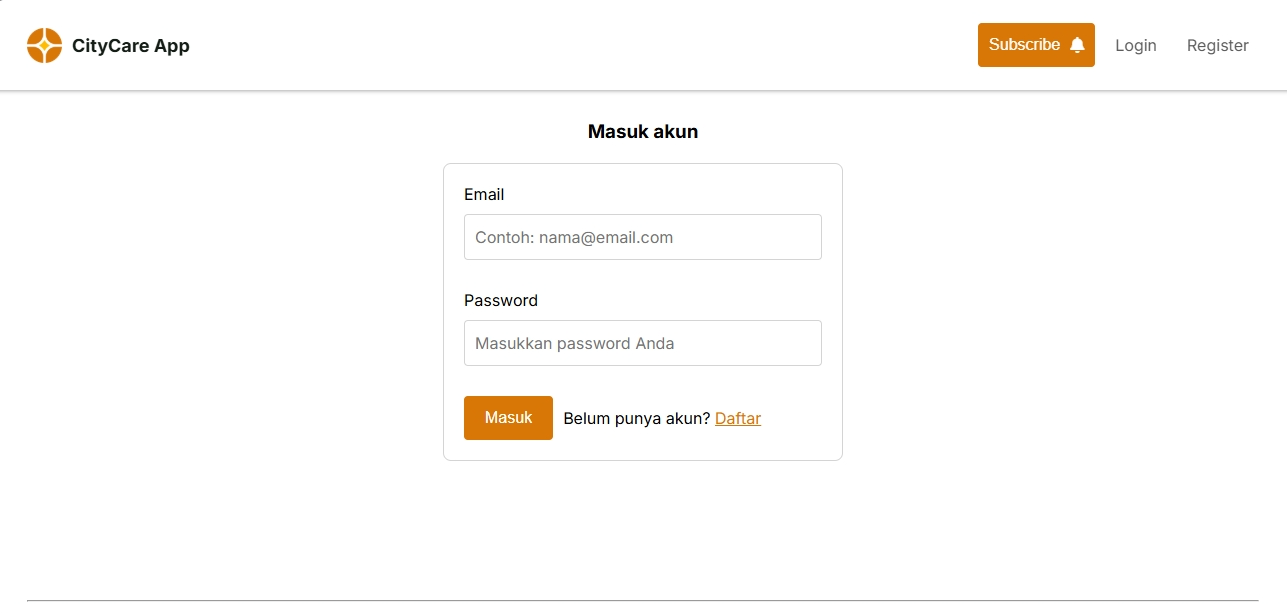 CityCare App
Subscribe
Login
Register
Masuk akun
Email
Contoh: nama@email.com
Password
Masukkan password Anda
Masuk
Belum punya akun? Daftar